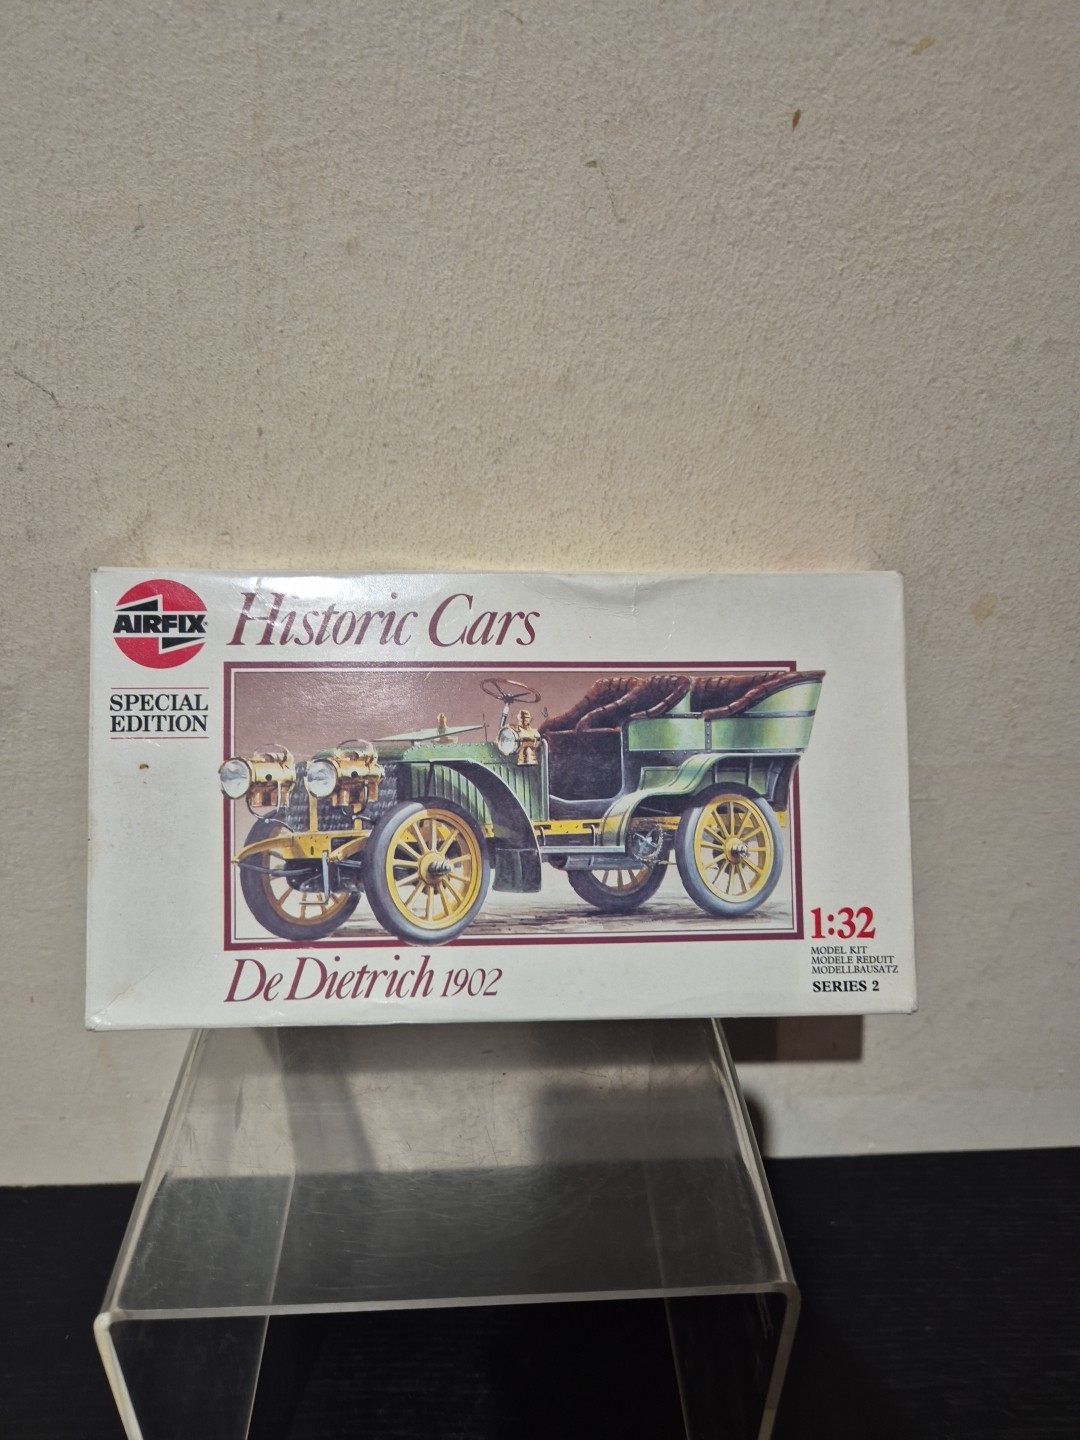 AIRFIX
Historic Cars
SPECIAL
EDITION
De Dietrich 1902
1:32
MODEL KIT
MODELE REDUIT
MODELLBAUSATZ
SERIES 2